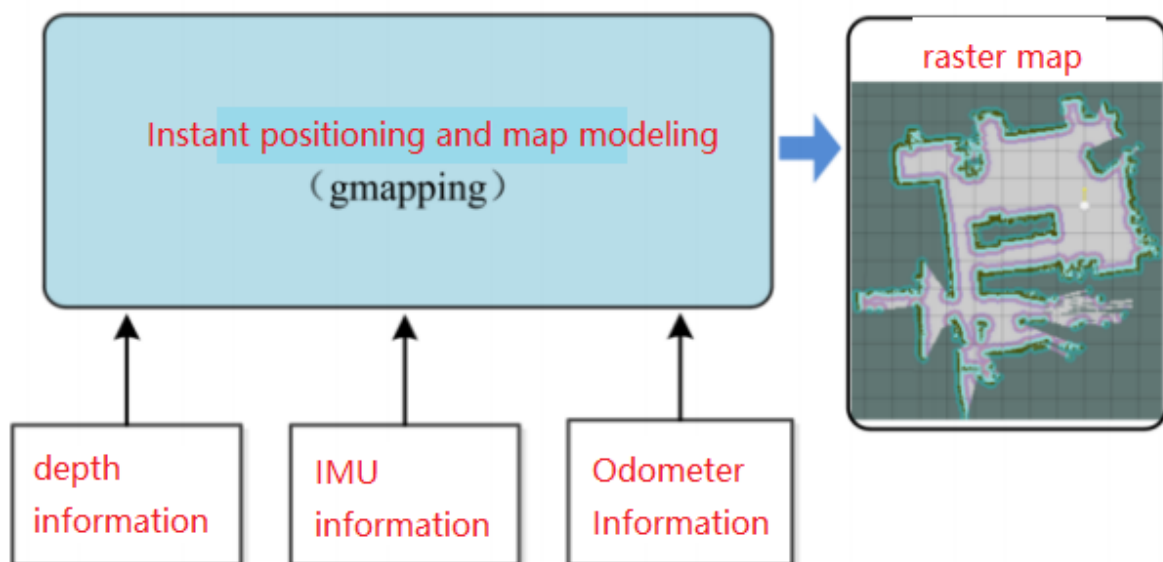 raster map
Instant positioning and map modeling
（gmapping）
depth
information
IMU
information
Odometer
Information